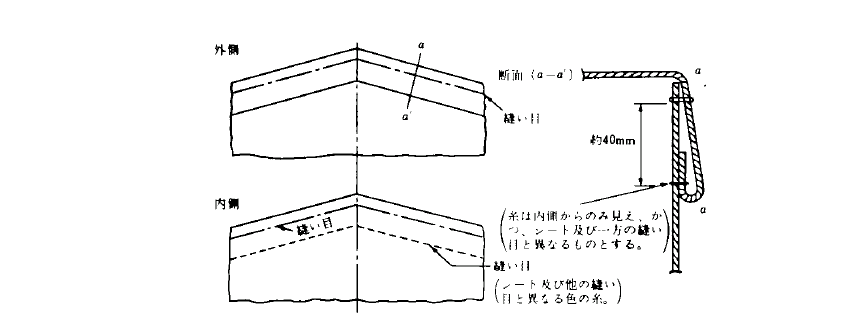 外側
a
a'
縫い目
断面 (a－a')
a
約40mm
a
内側
縫い目
縫い目
(シート及び他の縫い
目と異なる色の糸。)
(糸は内側からのみ見え、か
つ、シート及び一方の縫い
目と異なるものとする。)